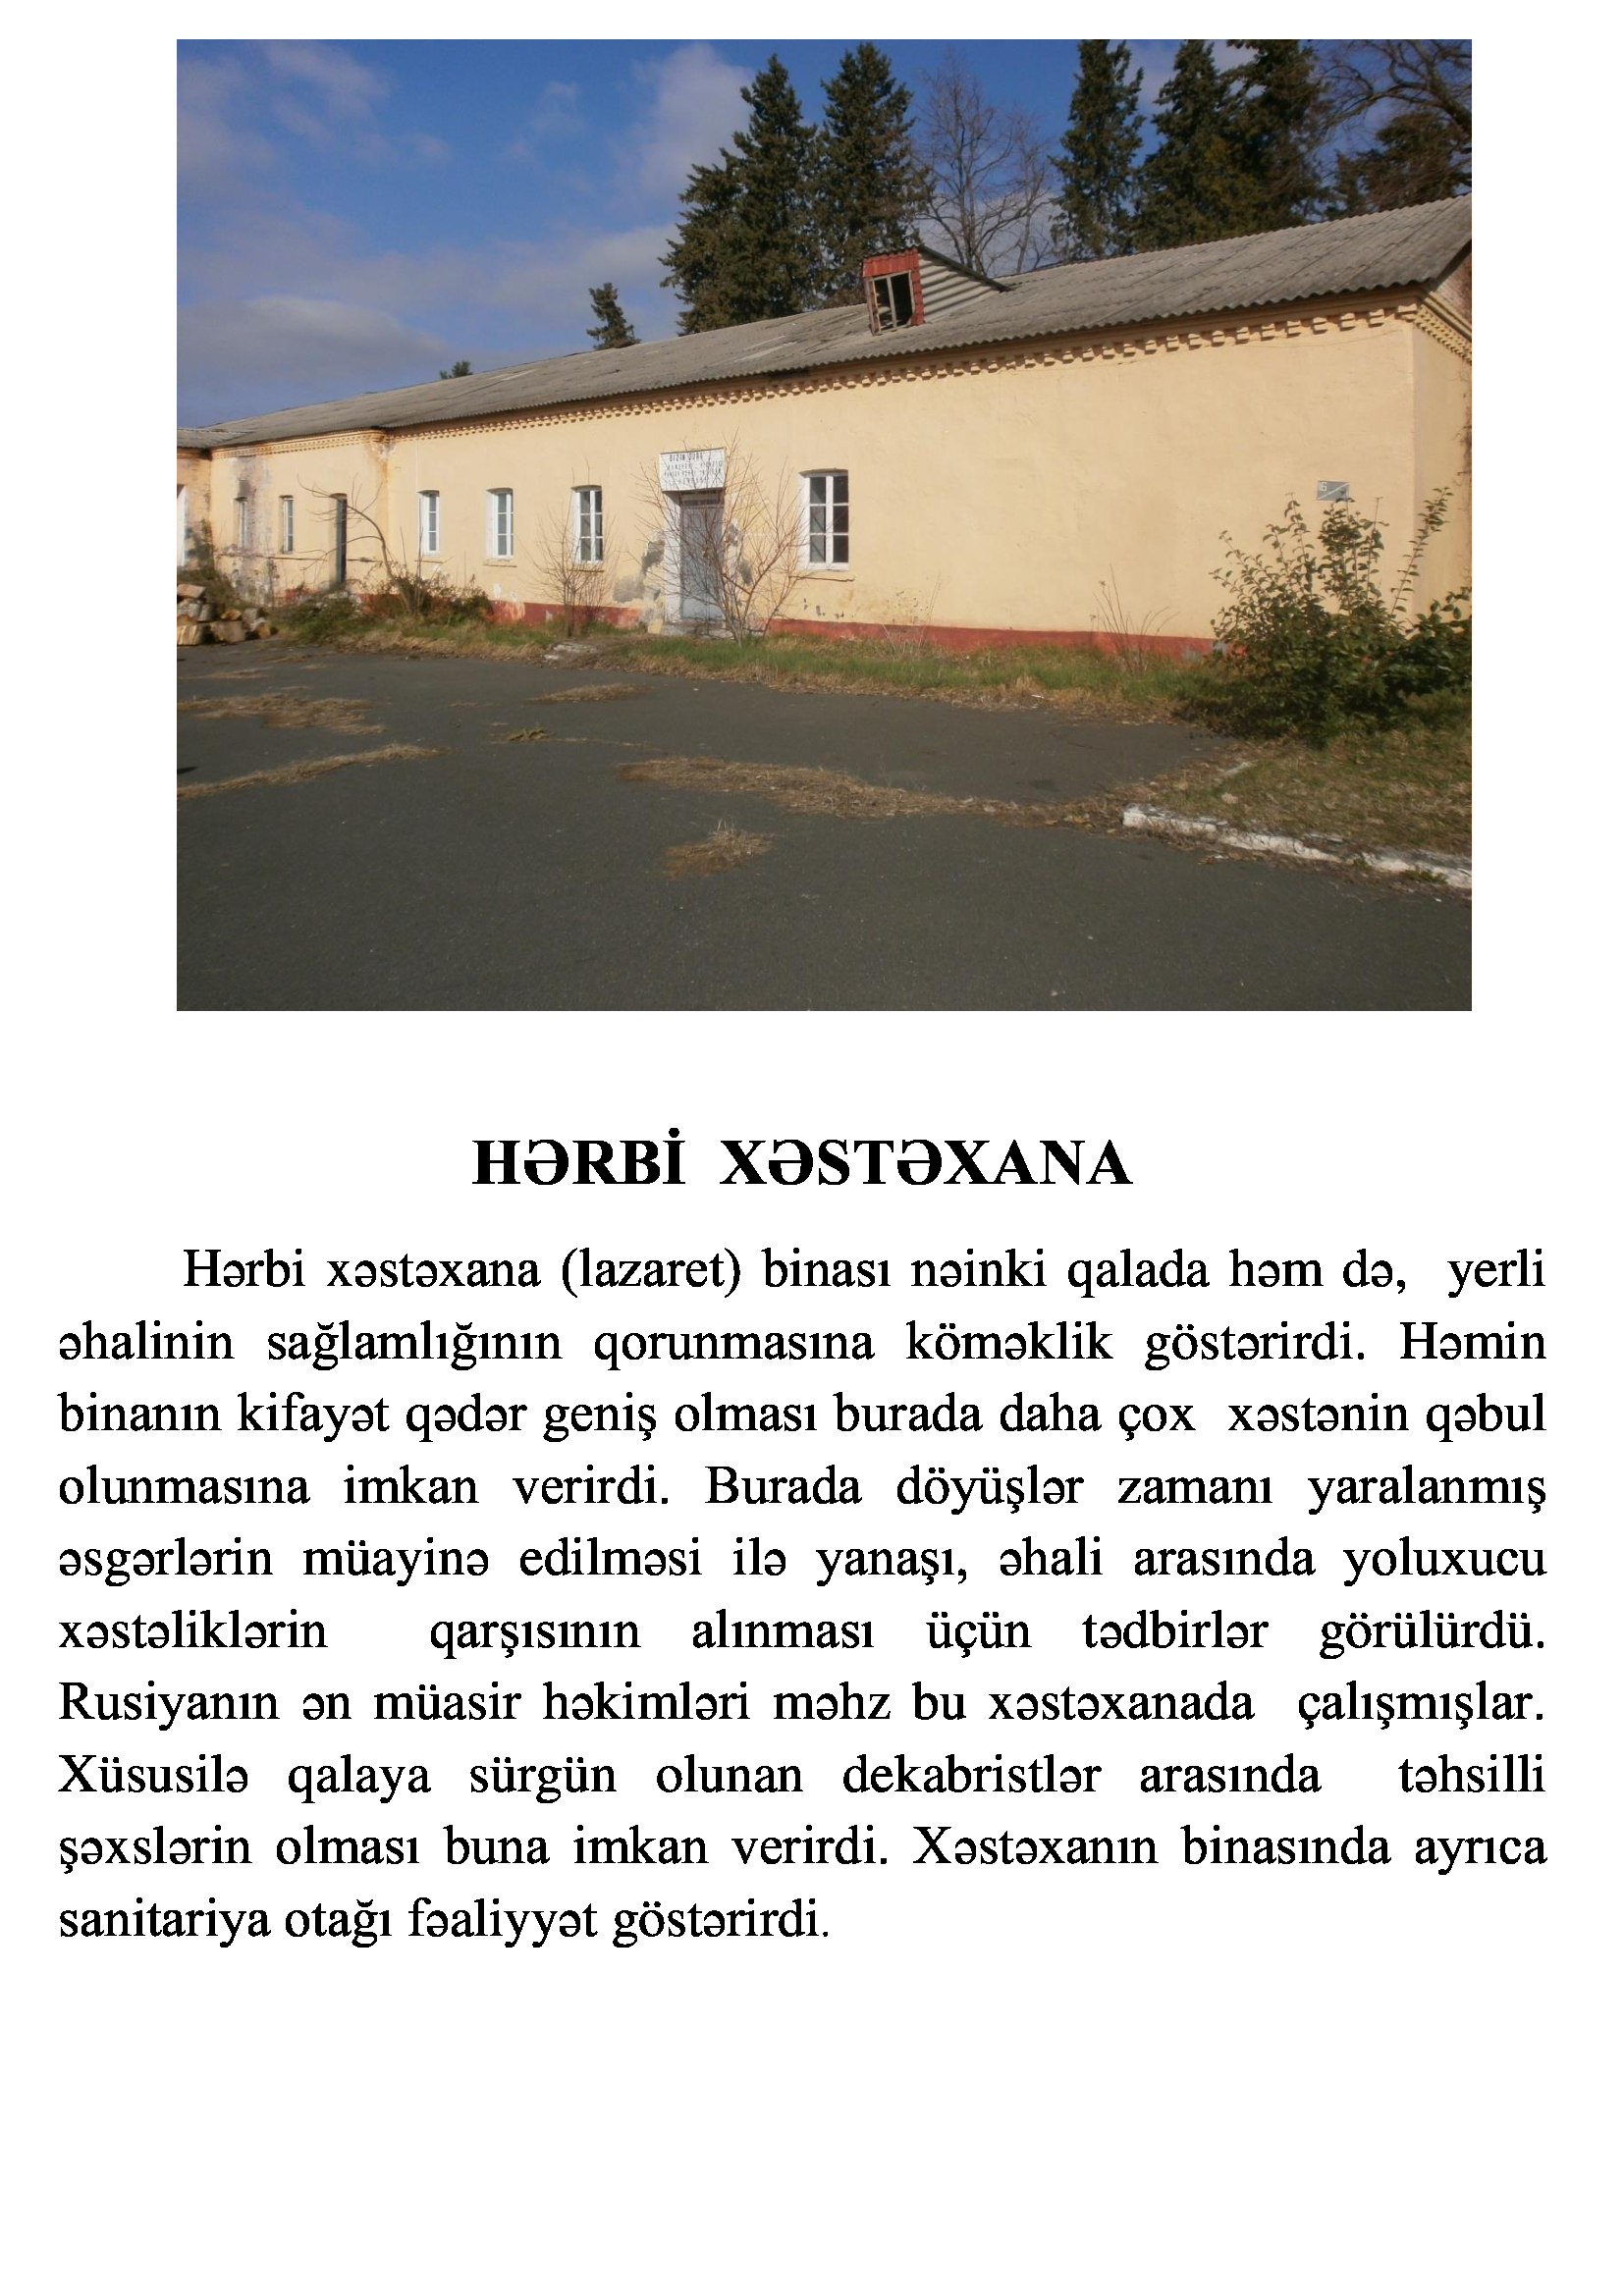 HƏRBİ XƏSTƏXANA
Hərbi xəstəxana (lazaret) binası nəinki qalada həm də, yerli
əhalinin sağlamlığının qorunmasına köməklik göstərirdi. Həmin
binanın kifayət qədər geniş olması burada daha çox xəstənin qəbul
olunmasına imkan verirdi. Burada döyüşlər zamanı yaralanmış
əsgərlərin müayinə edilməsi ilə yanaşı, əhali arasında yoluxucu
xəstəliklərin qarşısının alınması üçün tədbirlər görülürdü.
Rusiyanın ən müasir həkimləri məhz bu xəstəxanada çalışmışlar.
Xüsusilə qalaya sürgün olunan dekabristlər arasında təhsilli
şəxslərin olması buna imkan verirdi. Xəstəxanın binasında ayrıca
sanitariya otağı fəaliyyət göstərirdi.